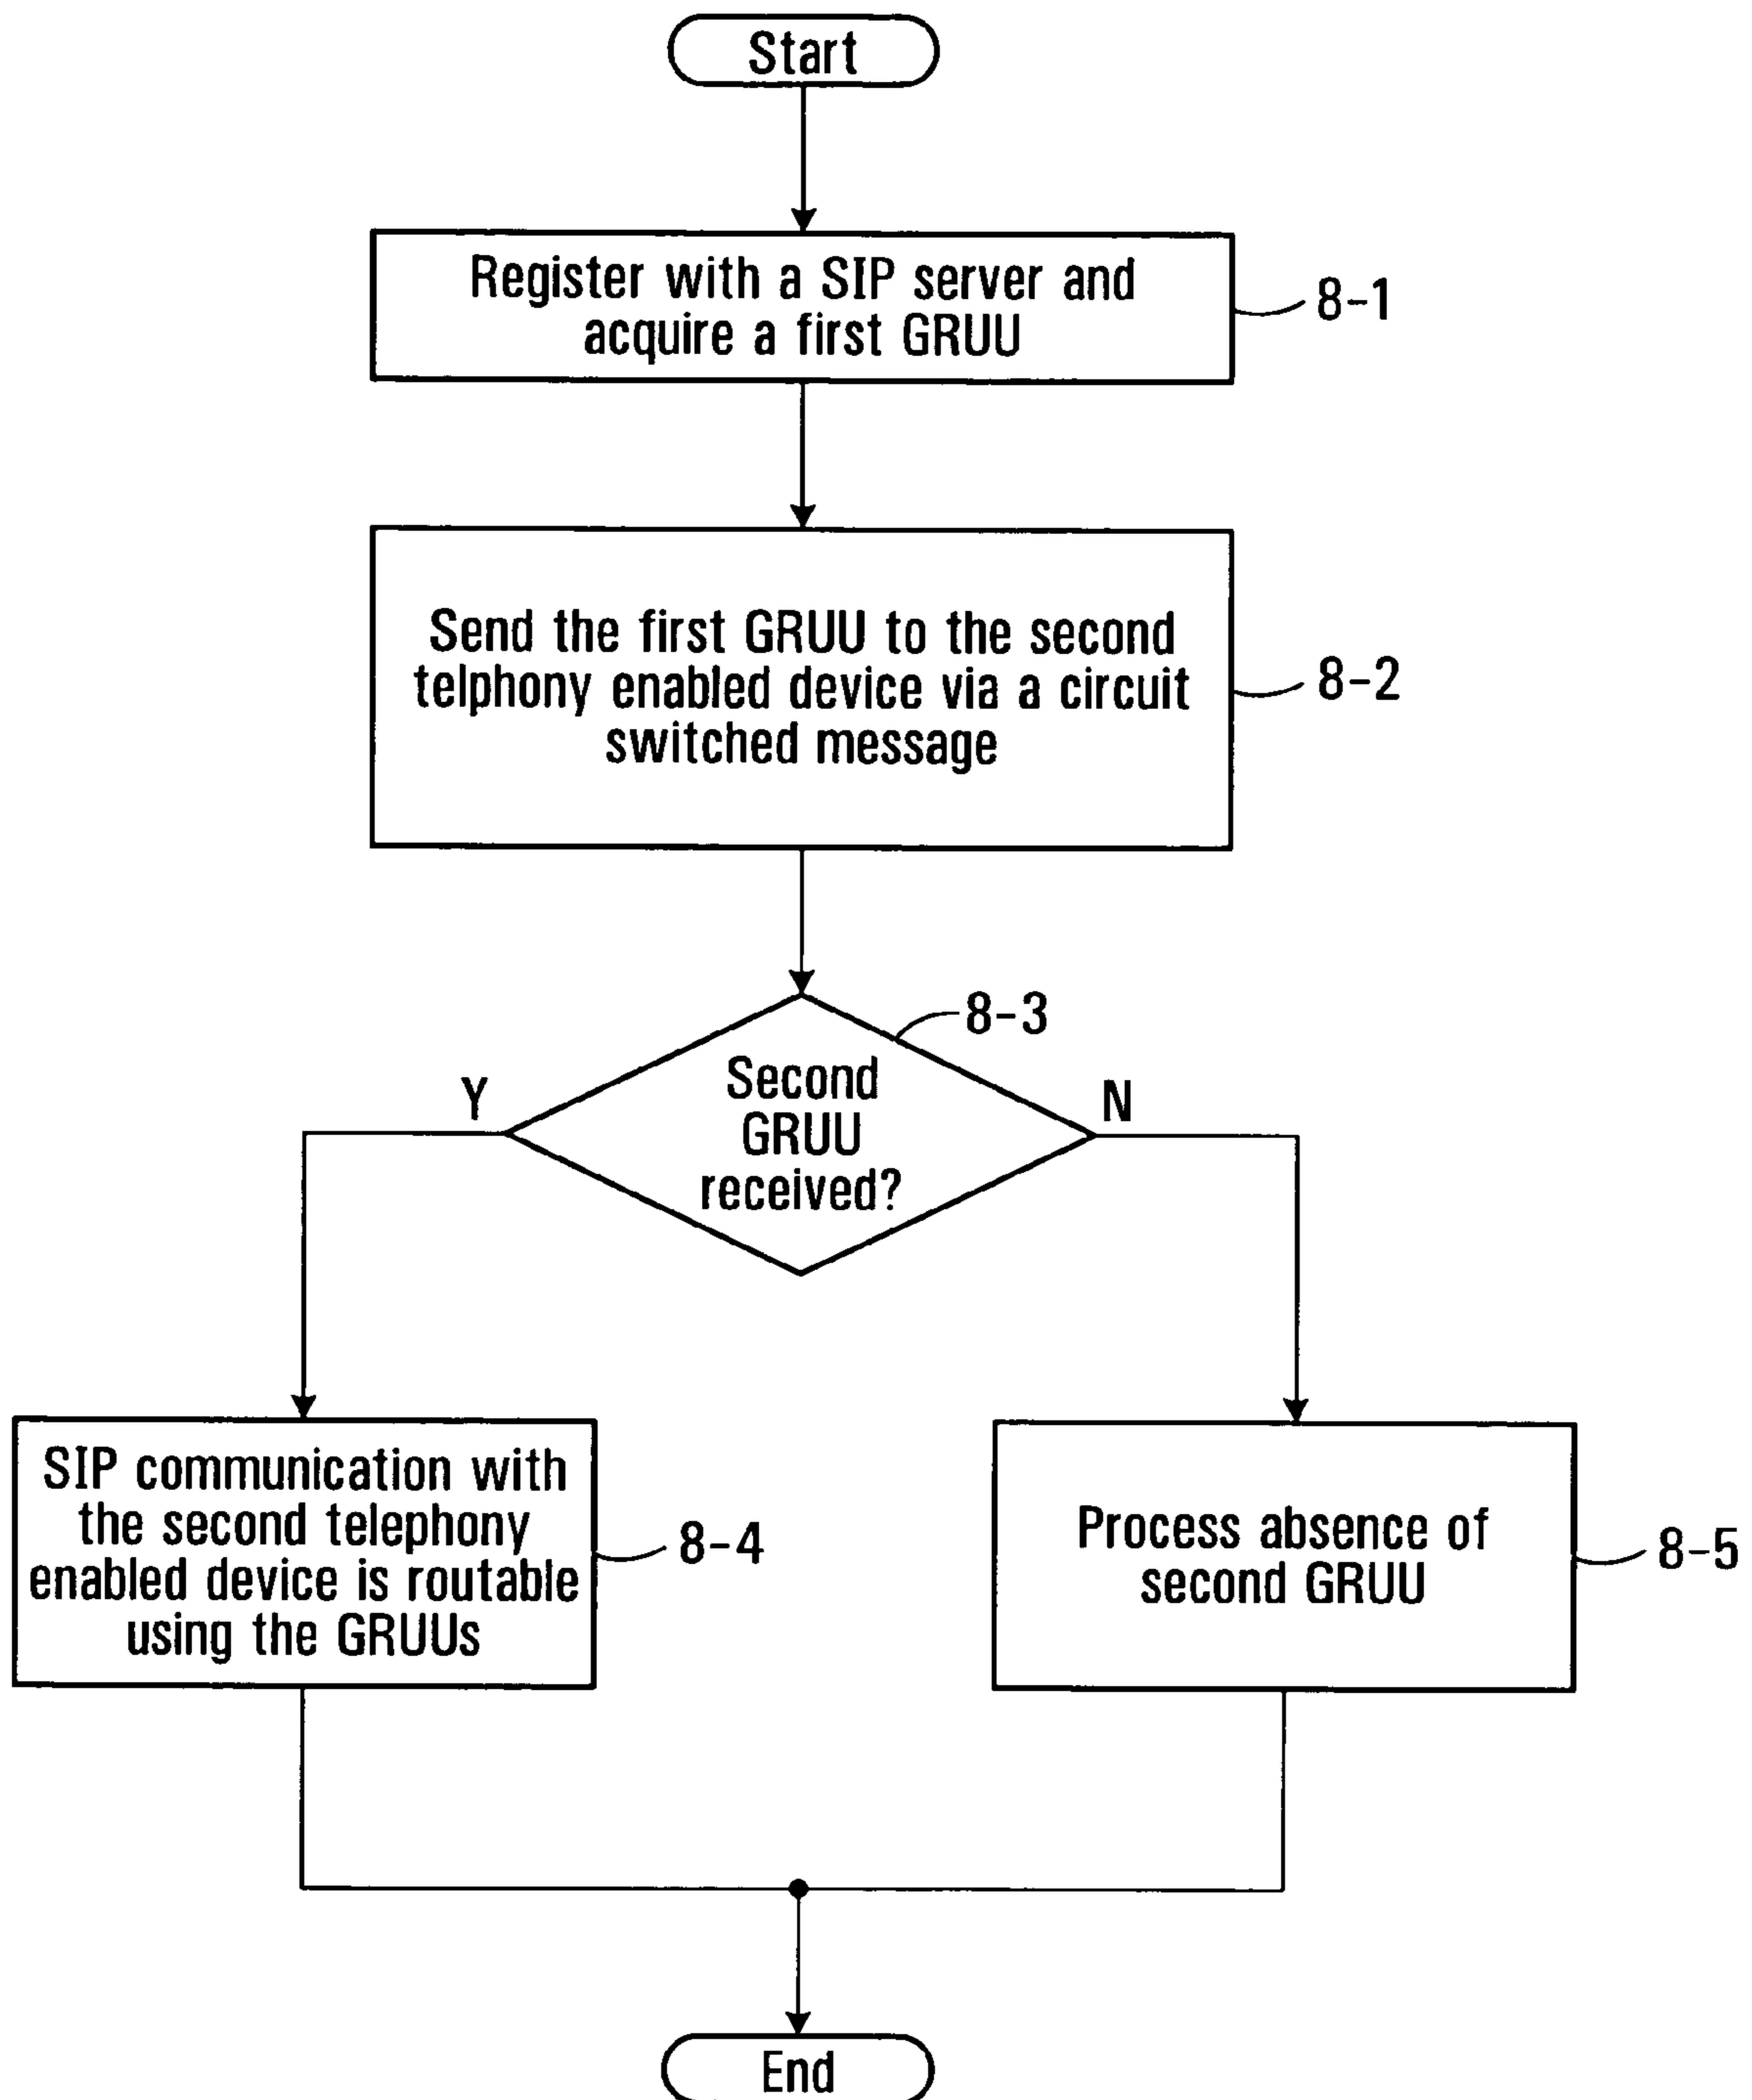 Start
Register with a SIP server and
acquire a first GRUU
8-1
Send the first GRUU to the second
telphony enabled device via a circuit
switched message
8-2
8-3
Second
GRUU
received?
Y
N
SIP communication with
the second telephony
enabled device is routable
using the GRUUs
8-4
Process absence of
second GRUU
8-5
End